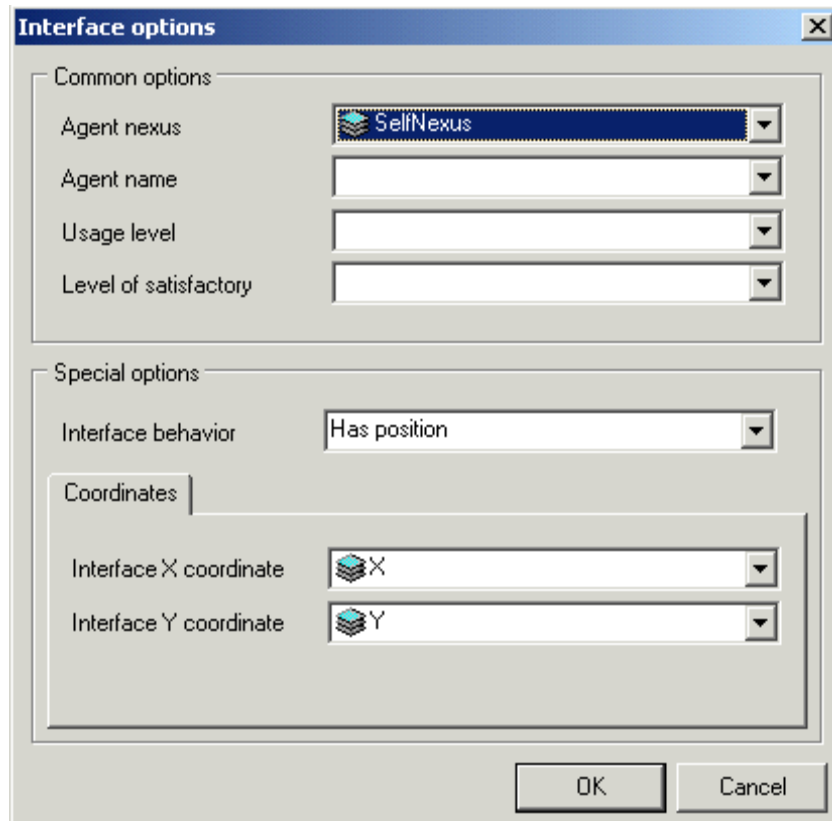 Interface options
Common options
Agent nexus SelfNexus
Agent name
Usage level
Level of satisfactory
Special options
Interface behavior Has position
Coordinates
Interface X coordinate X
Interface Y coordinate Y
OK Cancel